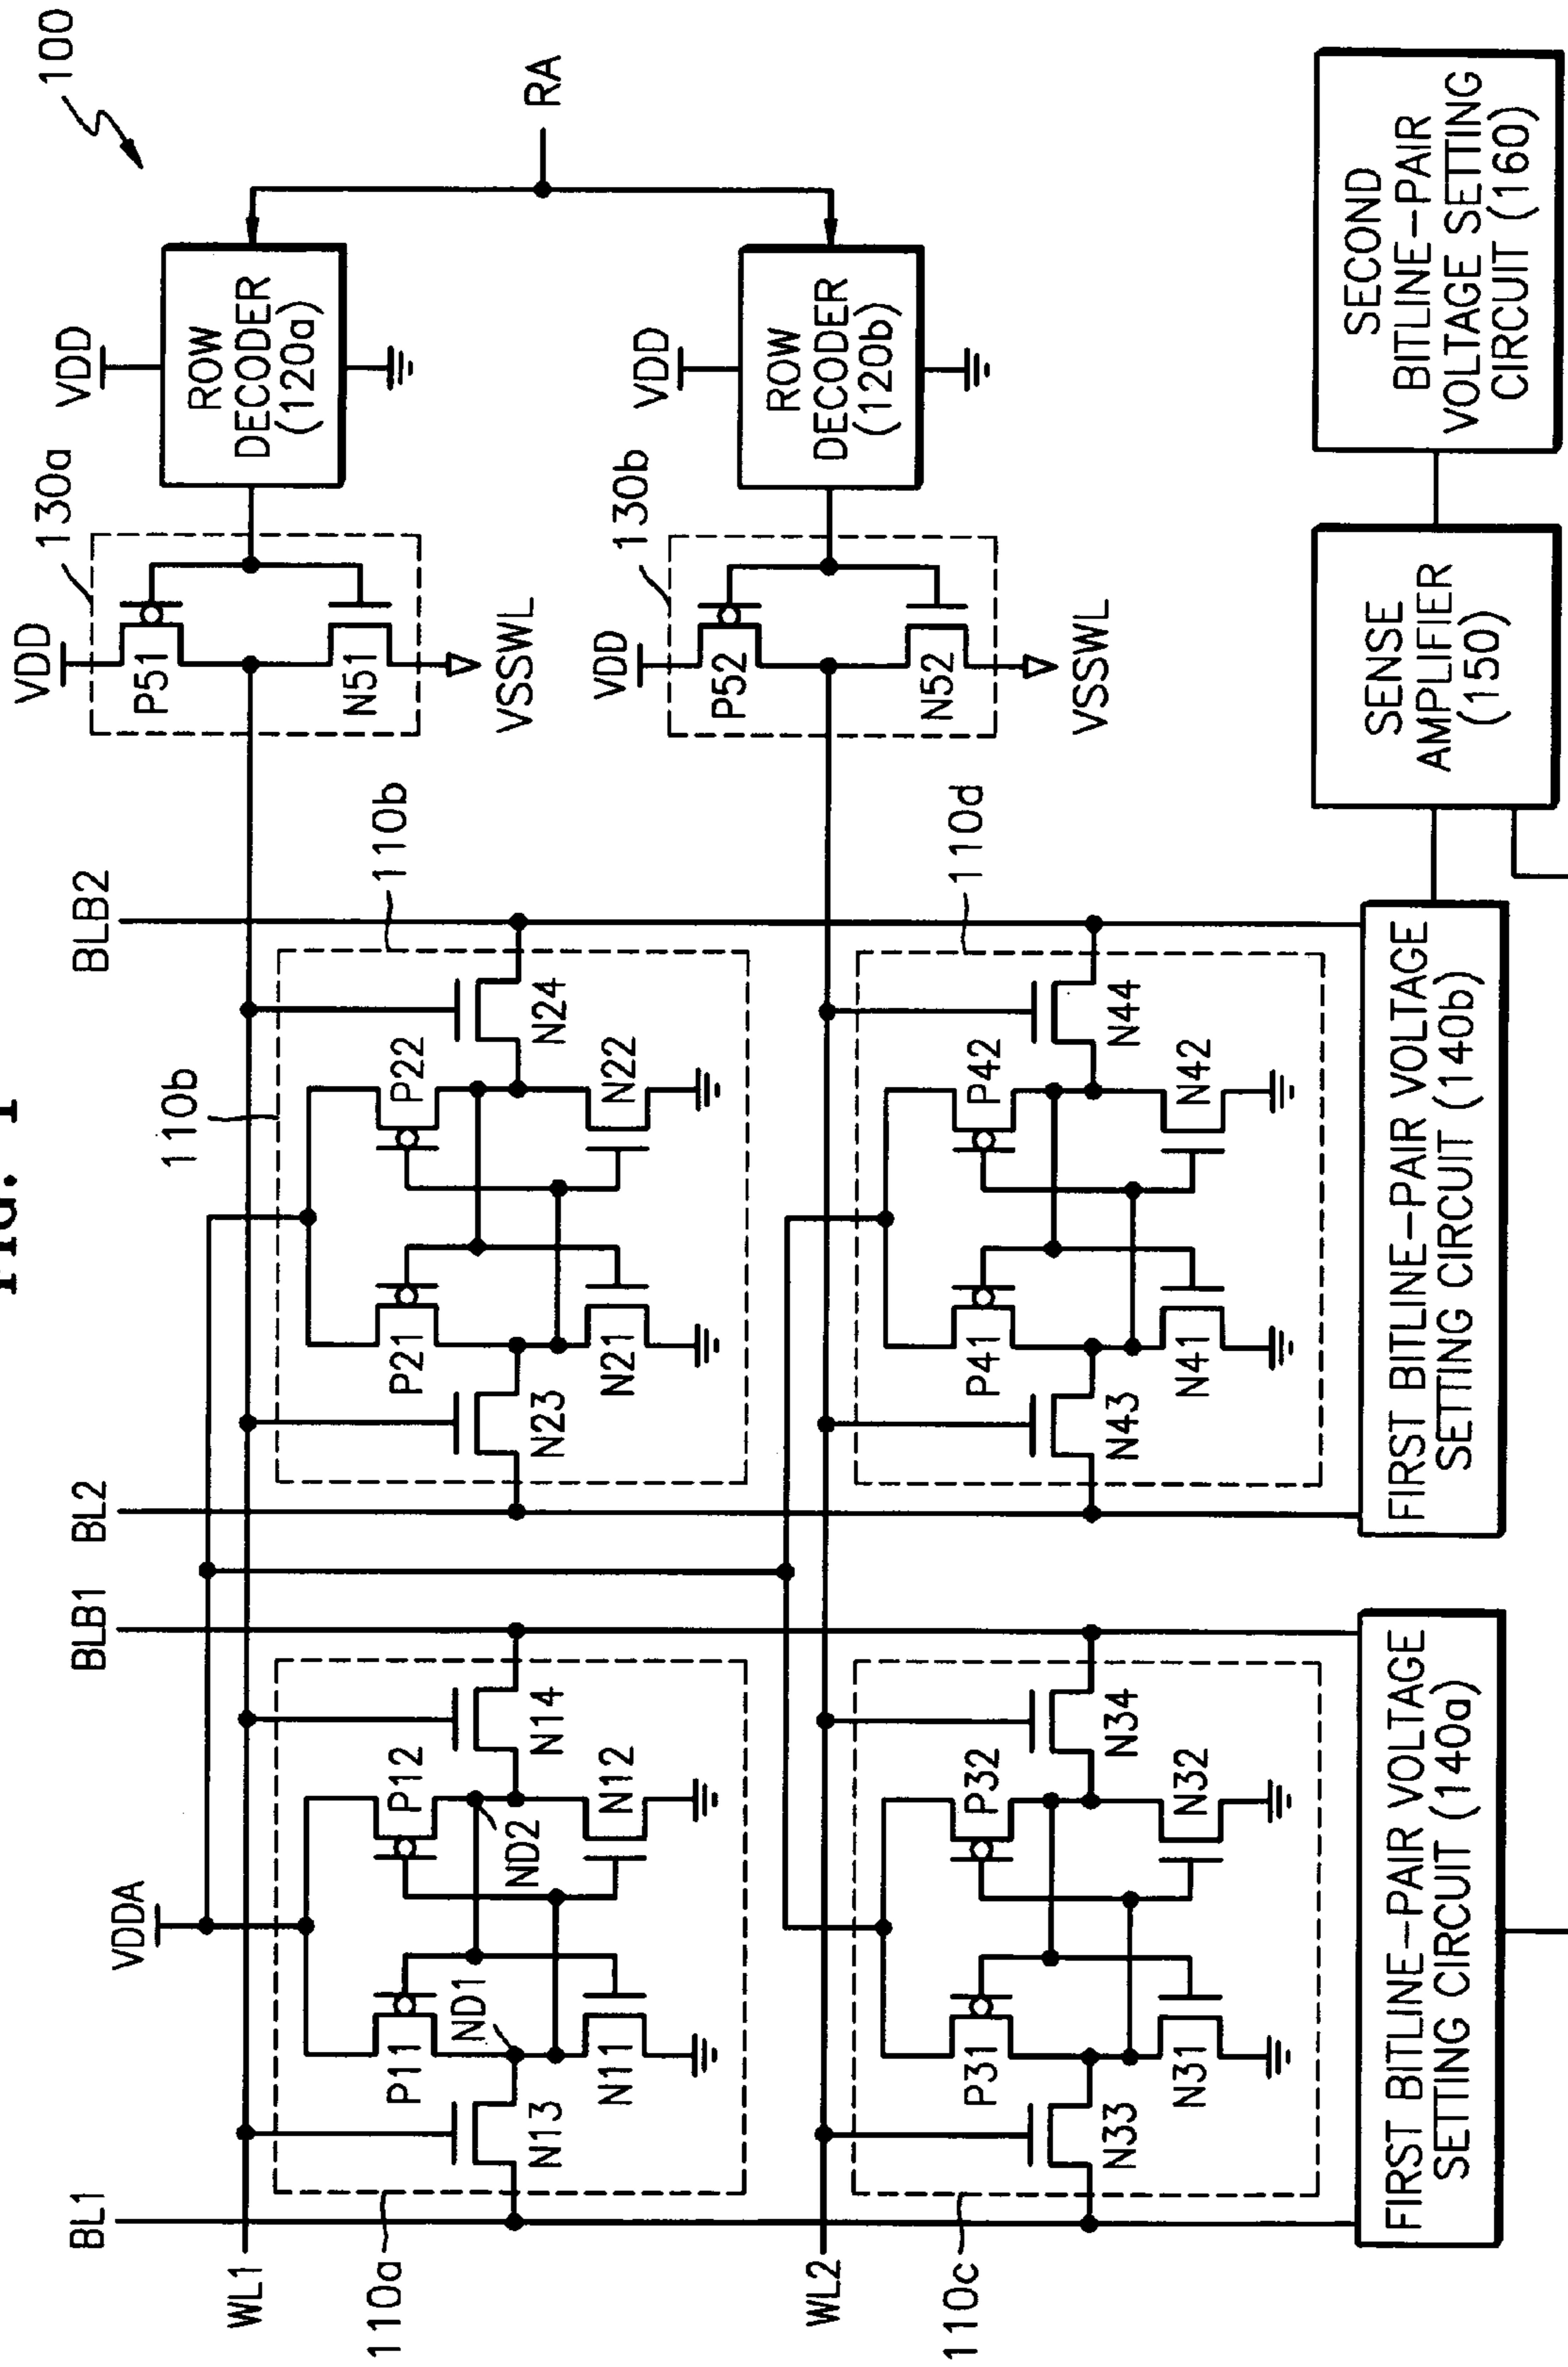 FIG. 1
100
VDDA
BL1
BLB1
BL2
BLB2
WL1
110a
110b
110b
P11
P12
ND1
ND2
N11
N12
N13
N14
P21
P22
N21
N22
N23
N24
130a
VDD
P51
N51
VSSWL
VDD
ROW
DECODER
(120a)
RA
WL2
110c
110d
P31
P32
N31
N32
N33
N34
P41
P42
N41
N42
N43
N44
130b
VDD
P52
N52
VSSWL
VDD
ROW
DECODER
(120b)
FIRST BITLINE-PAIR VOLTAGE
SETTING CIRCUIT (140a)
FIRST BITLINE-PAIR VOLTAGE
SETTING CIRCUIT (140b)
SENSE
AMPLIFIER
(150)
SECOND
BITLINE-PAIR
VOLTAGE SETTING
CIRCUIT (160)